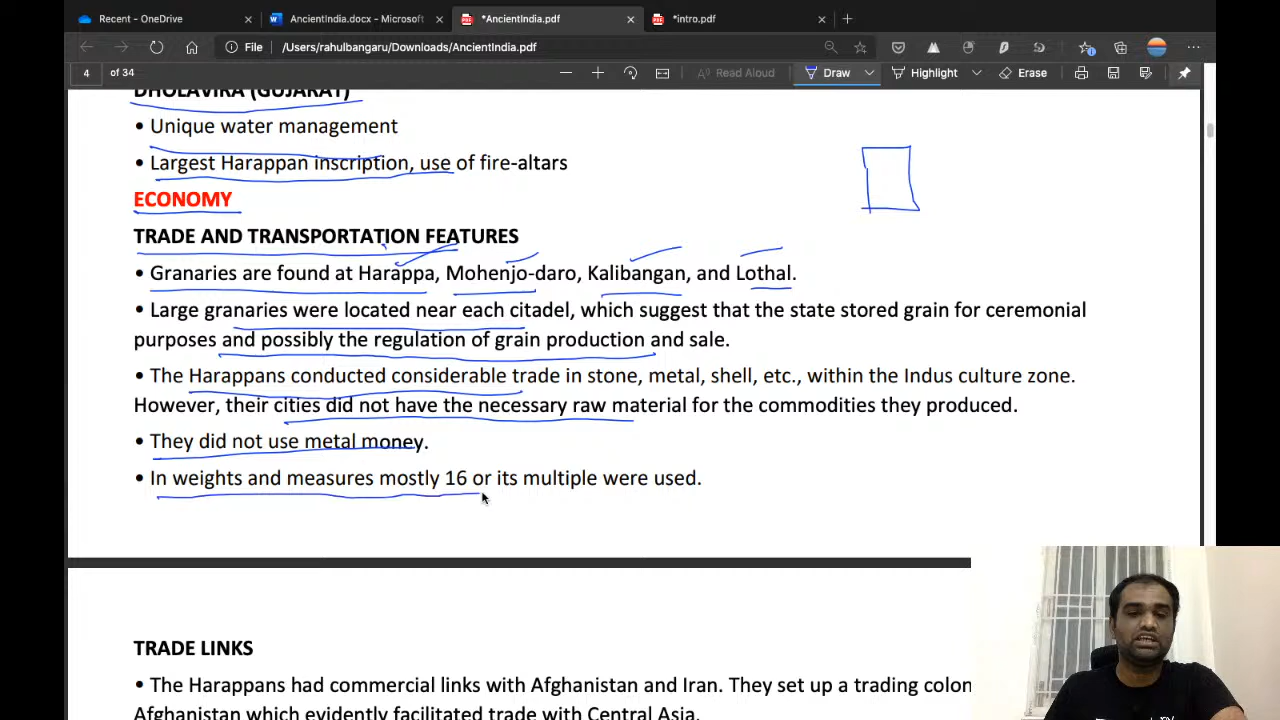 Recent - OneDrive
AncientIndia.docx - Microsoft
*AncientIndia.pdf
*intro.pdf
File
/Users/rahulbangaru/Downloads/AncientIndia.pdf
4 of 34
Read Aloud
Draw
Highlight
Erase
DHOLAVIRA (GUJARAT)
• Unique water management
• Largest Harappan inscription, use of fire-altars
ECONOMY
TRADE AND TRANSPORTATION FEATURES
• Granaries are found at Harappa, Mohenjo-daro, Kalibangan, and Lothal.
• Large granaries were located near each citadel, which suggest that the state stored grain for ceremonial
purposes and possibly the regulation of grain production and sale.
• The Harappans conducted considerable trade in stone, metal, shell, etc., within the Indus culture zone.
However, their cities did not have the necessary raw material for the commodities they produced.
• They did not use metal money.
• In weights and measures mostly 16 or its multiple were used.
TRADE LINKS
• The Harappans had commercial links with Afghanistan and Iran. They set up a trading colon
Afghanistan which evidently facilitated trade with Central Asia.